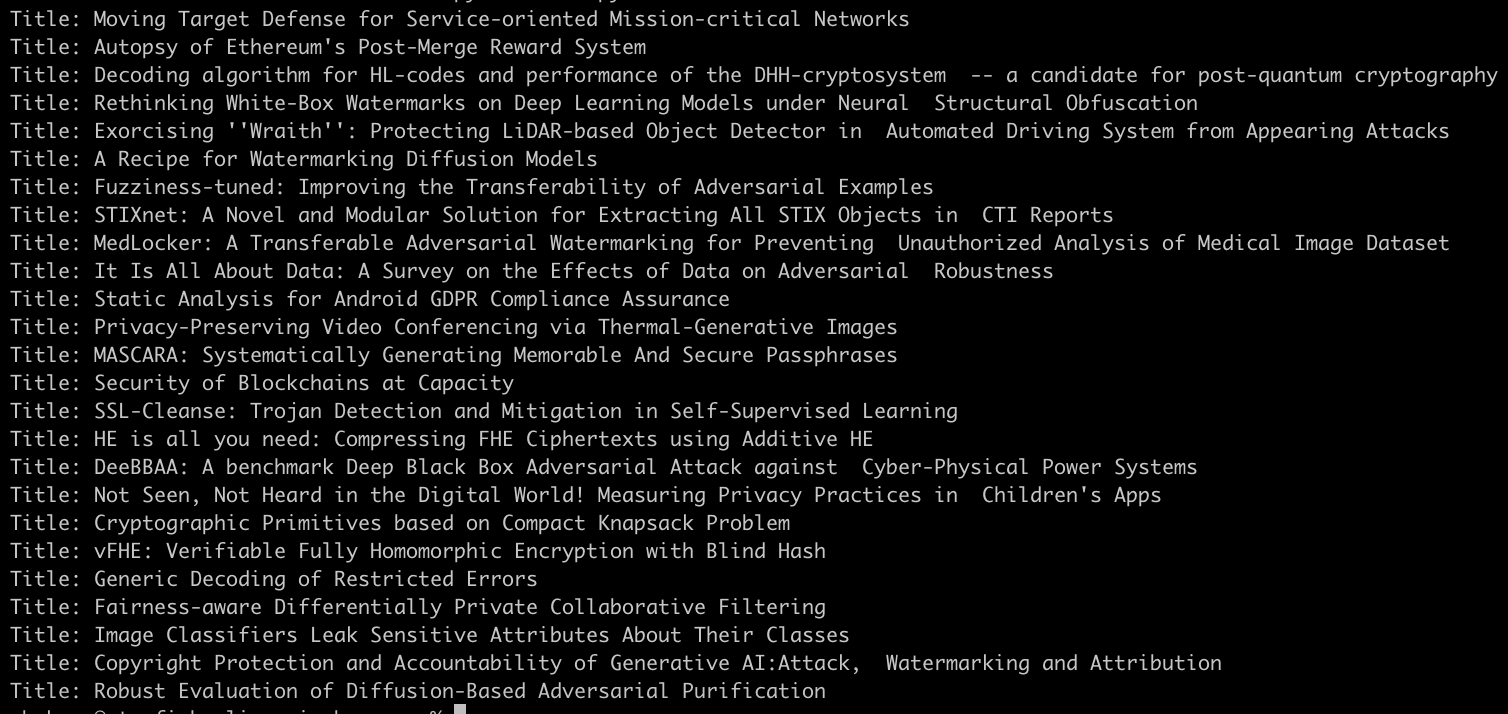 Title: Moving Target Defense for Service-oriented Mission-critical Networks
Title: Autopsy of Ethereum's Post-Merge Reward System
Title: Decoding algorithm for HL-codes and performance of the DHH-cryptosystem  -- a candidate for post-quantum cryptography
Title: Rethinking White-Box Watermarks on Deep Learning Models under Neural  Structural Obfuscation
Title: Exorcising ''Wraith'': Protecting LiDAR-based Object Detector in  Automated Driving System from Appearing Attacks
Title: A Recipe for Watermarking Diffusion Models
Title: Fuzziness-tuned: Improving the Transferability of Adversarial Examples
Title: STIXnet: A Novel and Modular Solution for Extracting All STIX Objects in  CTI Reports
Title: MedLocker: A Transferable Adversarial Watermarking for Preventing  Unauthorized Analysis of Medical Image Dataset
Title: It Is All About Data: A Survey on the Effects of Data on Adversarial  Robustness
Title: Static Analysis for Android GDPR Compliance Assurance
Title: Privacy-Preserving Video Conferencing via Thermal-Generative Images
Title: MASCARA: Systematically Generating Memorable And Secure Passphrases
Title: Security of Blockchains at Capacity
Title: SSL-Cleanse: Trojan Detection and Mitigation in Self-Supervised Learning
Title: HE is all you need: Compressing FHE Ciphertexts using Additive HE
Title: DeeBBAA: A benchmark Deep Black Box Adversarial Attack against  Cyber-Physical Power Systems
Title: Not Seen, Not Heard in the Digital World! Measuring Privacy Practices in  Children's Apps
Title: Cryptographic Primitives based on Compact Knapsack Problem
Title: vFHE: Verifiable Fully Homomorphic Encryption with Blind Hash
Title: Generic Decoding of Restricted Errors
Title: Fairness-aware Differentially Private Collaborative Filtering
Title: Image Classifiers Leak Sensitive Attributes About Their Classes
Title: Copyright Protection and Accountability of Generative AI:Attack,  Watermarking and Attribution
Title: Robust Evaluation of Diffusion-Based Adversarial Purification